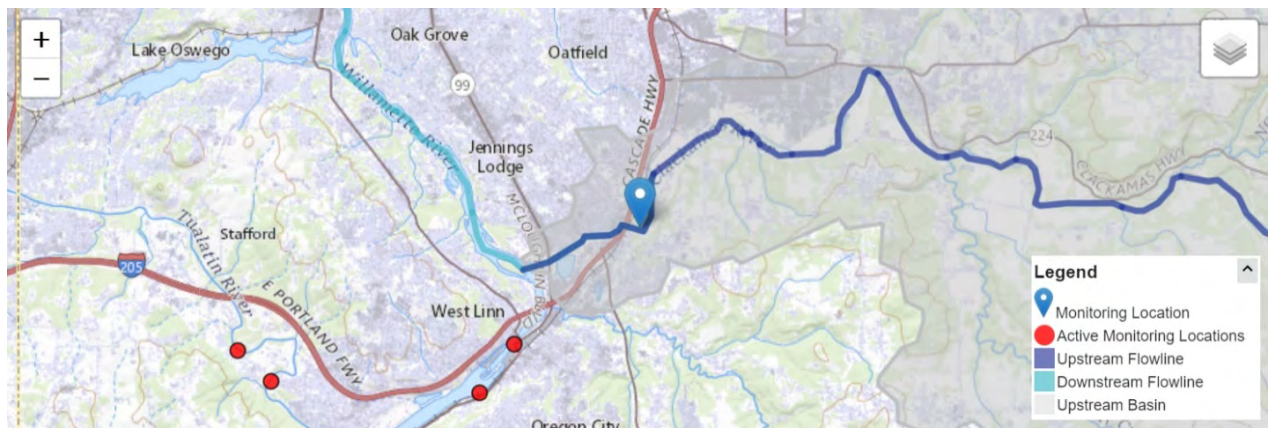 +
−
Lake Oswego
Oak Grove
Oatfield
99
Willamette River
Jennings
Lodge
CASCADE HWY
224
CLACKAMAS HWY
Stafford
Tualatin River
205
E PORTLAND FWY
MCLOUGHLIN BLVD
West Linn
Oregon City
Legend
Monitoring Location
Active Monitoring Locations
Upstream Flowline
Downstream Flowline
Upstream Basin